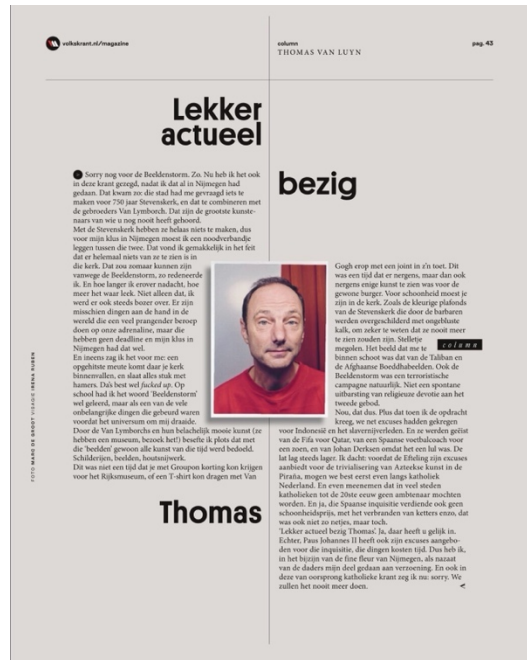 volkskrant.nl/magazine
column
THOMAS VAN LUYN
pag. 43
Lekker
actueel
bezig
Thomas
Sorry nog voor de Beeldenstorm. Zo. Nu heb ik het ook
in deze krant gezegd, nadat ik dat al in Nijmegen had
gedaan. Dat kwam zo: die stad had me gevraagd iets te
maken voor 750 jaar Stevenskerk, en dat te combineren met
de gebroeders Van Lymborch. Dat zijn de grootste kunste-
naars van wie u nog nooit heeft gehoord.
Met de Stevenskerk hebben ze helaas niets te maken, dus
voor mijn klus in Nijmegen moest ik een noodverbandje
leggen tussen die twee. Dat vond ik gemakkelijk in het feit
dat er helemaal niets van ze te zien is in
die kerk. Dat zou zomaar kunnen zijn
vanwege de Beeldenstorm, zo redeneerde
ik. En hoe langer ik erover nadacht, hoe
meer het waar leek. Niet alleen dat, ik
werd er ook steeds bozer over. Er zijn
misschien dingen aan de hand in de
wereld die een veel prangender beroep
doen op onze adrenaline, maar die
hebben geen deadline en mijn klus in
Nijmegen had dat wel.
En ineens zag ik het voor me: een
opgehitste meute komt daar je kerk
binnenvallen, en slaat alles stuk met
hamers. Da's best wel fucked up. Op
school had ik het woord 'Beeldenstorm'
wel geleerd, maar als een van de vele
onbelangrijke dingen die gebeurd waren
voordat het universum om mij draaide.
Door de Van Lymborchs en hun belachelijk mooie kunst (ze
hebben een museum, bezoek het!) besefte ik plots dat met
die 'beelden' gewoon alle kunst van die tijd werd bedoeld.
Schilderijen, beelden, houtsnijwerk.
Dit was niet een tijd dat je met Groupon korting kon krijgen
voor het Rijksmuseum, of een T-shirt kon dragen met Van
Gogh erop met een joint in z'n toet. Dit
was een tijd dat er nergens, maar dan ook
nergens enige kunst te zien was voor de
gewone burger. Voor schoonheid moest je
zijn in de kerk. Zoals de kleurige plafonds
van de Stevenskerk die door de barbaren
werden overgeschilderd met ongebluste
kalk, om zeker te weten dat ze nooit meer
te zien zouden zijn. Stelletje
megolen. Het beeld dat me te
binnen schoot was dat van de Taliban en
de Afghaanse Boeddhabeelden. Ook de
Beeldenstorm was een terroristische
campagne natuurlijk. Niet een spontane
uitbarsting van religieuze devotie aan het
tweede gebod.
Nou, dat dus. Plus dat toen ik de opdracht
kreeg, we net excuses hadden gekregen
voor Indonesië en het slavernijverleden. En ze werden geëist
van de Fifa voor Qatar, van een Spaanse voetbalcoach voor
een zoen, en van Johan Derksen omdat het een lul was. De
lat lag steeds lager. Ik dacht: voordat de Efteling zijn excuses
aanbiedt voor de trivialisering van Azteekse kunst in de
Piraña, mogen we best eerst even langs katholiek
Nederland. En even meenemen dat in veel steden
katholieken tot de 20ste eeuw geen ambtenaar mochten
worden. En ja, die Spaanse inquisitie verdiende ook geen
schoonheidsprijs, met het verbranden van ketters enzo, dat
was ook niet zo netjes, maar toch.
'Lekker actueel bezig Thomas'. Ja, daar heeft u gelijk in.
Echter, Paus Johannes II heeft ook zijn excuses aangebo-
den voor die inquisitie, die dingen kosten tijd. Dus heb ik,
in het bijzijn van de fine fleur van Nijmegen, als nazaat
van de daders mijn deel gedaan aan verzoening. En ook in
deze van oorsprong katholieke krant zeg ik nu: sorry. We
zullen het nooit meer doen.
column
FOTO MARC DE GROOT VISAGIE IRENA RUBEN